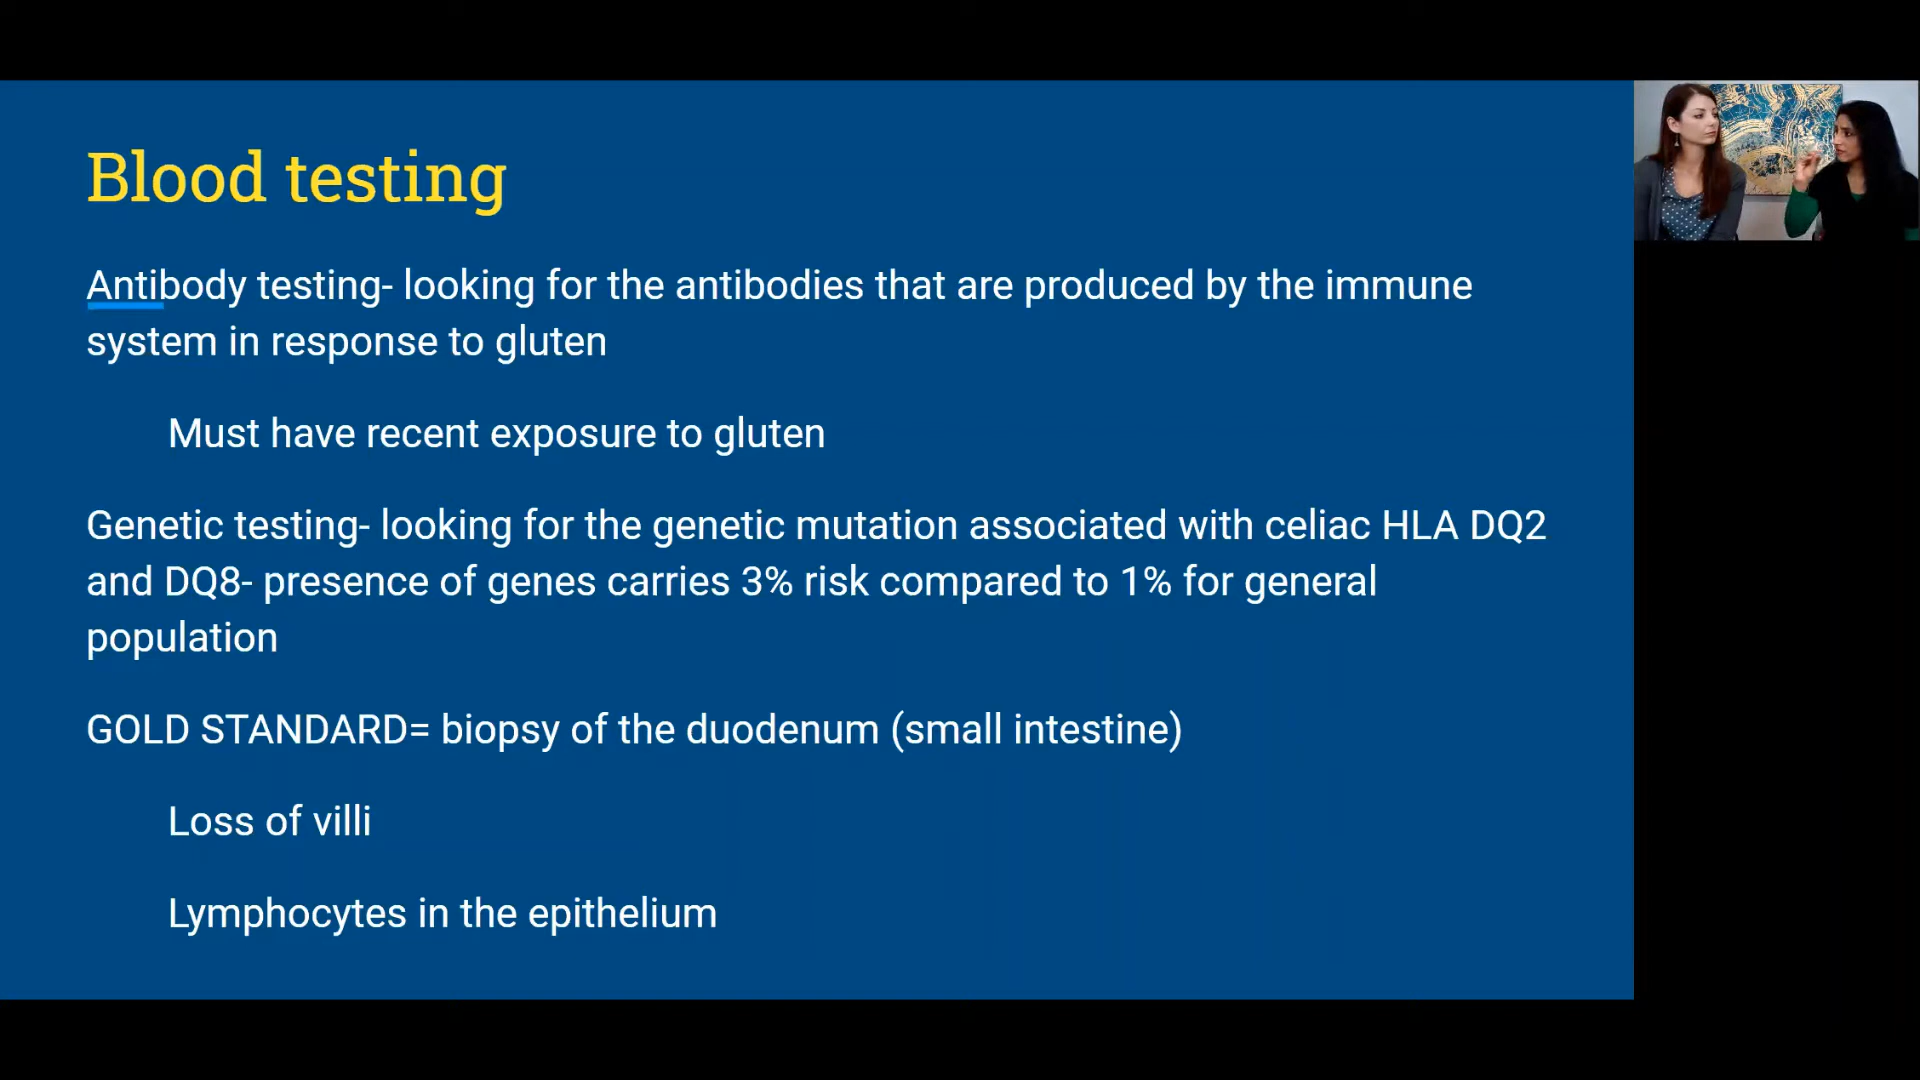 Blood testing
Antibody testing- looking for the antibodies that are produced by the immune
system in response to gluten
Must have recent exposure to gluten
Genetic testing- looking for the genetic mutation associated with celiac HLA DQ2
and DQ8- presence of genes carries 3% risk compared to 1% for general
population
GOLD STANDARD= biopsy of the duodenum (small intestine)
Loss of villi
Lymphocytes in the epithelium